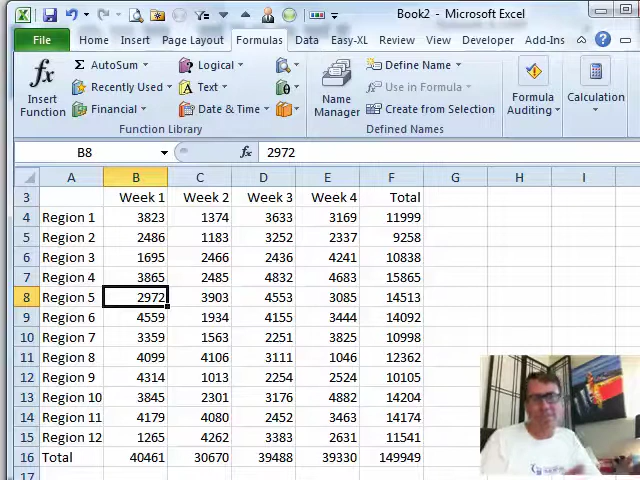 Book2 - Microsoft Excel
File Home Insert Page Layout Formulas Data Easy-XL Review View Developer Add-Ins
fx Insert Function
Σ AutoSum
Recently Used
Financial
Logical
Text
Date & Time
Function Library
Name Manager
Define Name
Use in Formula
Create from Selection
Defined Names
Formula Auditing
Calculation
B8 fx 2972
A B C D E F G H I J
3 Week 1 Week 2 Week 3 Week 4 Total
4 Region 1 3823 1374 3633 3169 11999
5 Region 2 2486 1183 3252 2337 9258
6 Region 3 1695 2466 2436 4241 10838
7 Region 4 3865 2485 4832 4683 15865
8 Region 5 2972 3903 4553 3085 14513
9 Region 6 4559 1934 4155 3444 14092
10 Region 7 3359 1563 2251 3825 10998
11 Region 8 4099 4106 3111 1046 12362
12 Region 9 4314 1013 2254 2524 10105
13 Region 10 3845 2301 3176 4882 14204
14 Region 11 4179 4080 2452 3463 14174
15 Region 12 1265 4262 3383 2631 11541
16 Total 40461 30670 39488 39330 149949
17